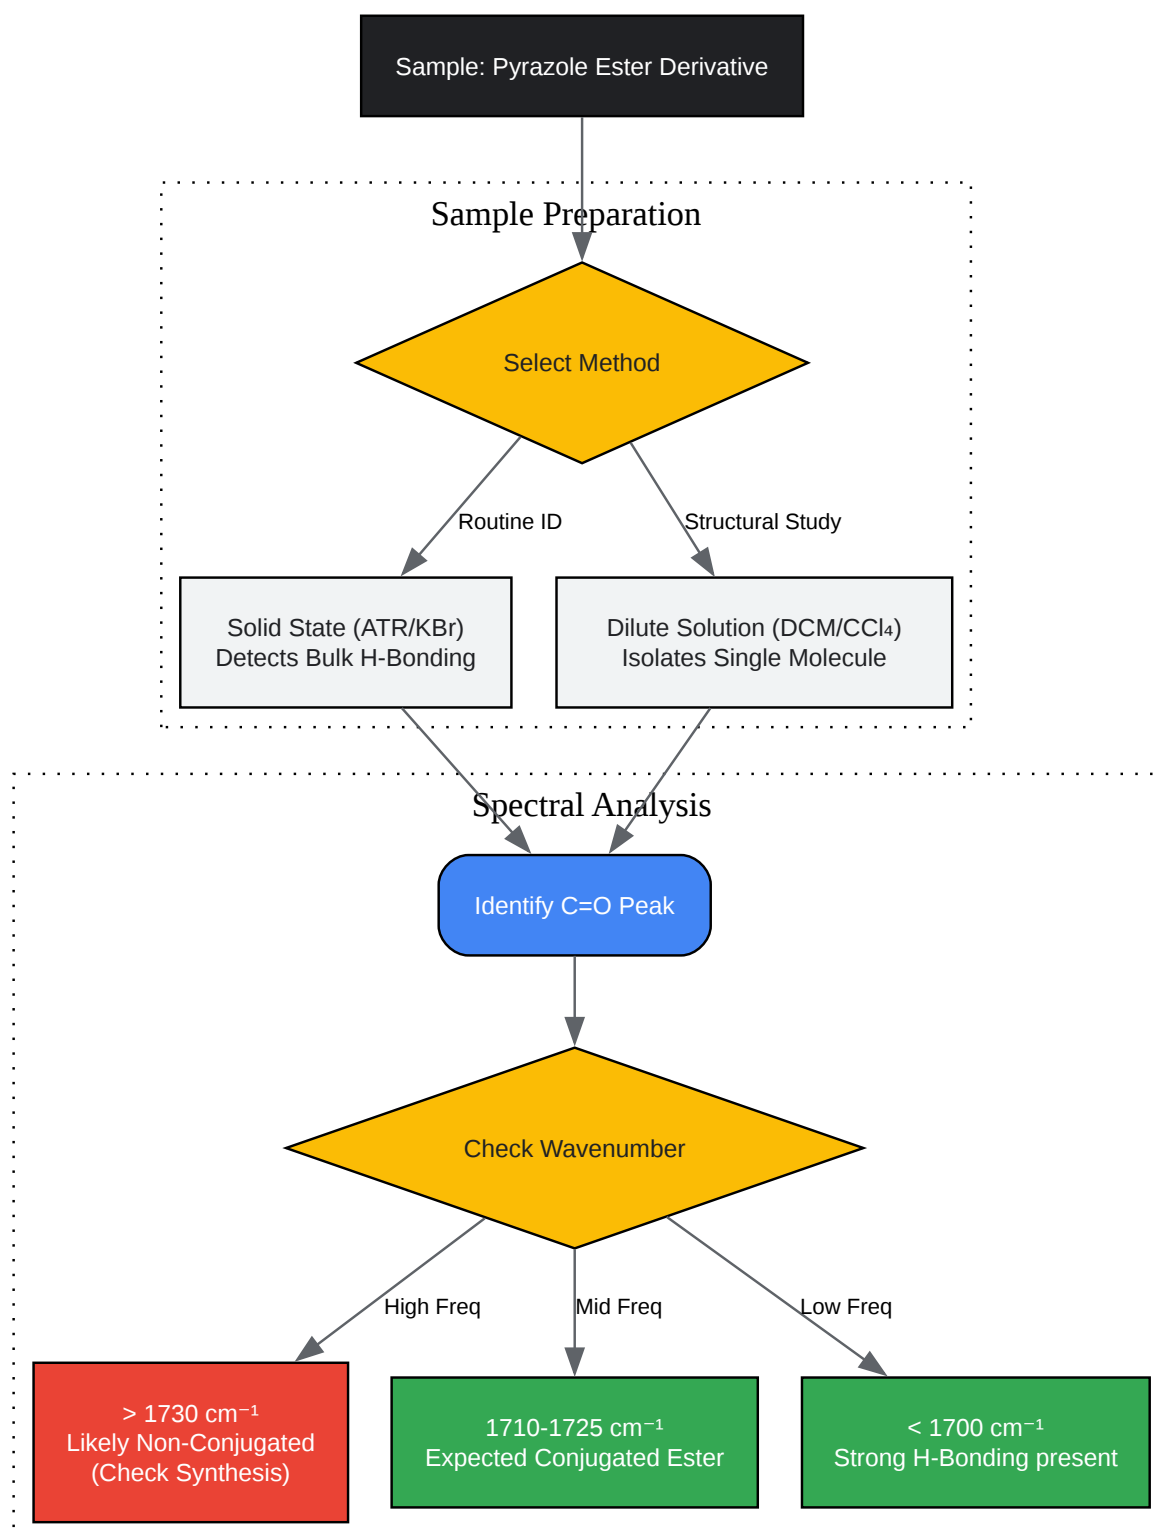 Sample: Pyrazole Ester Derivative
Sample Preparation
Select Method
Routine ID
Structural Study
Solid State (ATR/KBr)
Detects Bulk H-Bonding
Dilute Solution (DCM/CCl₄)
Isolates Single Molecule
Spectral Analysis
Identify C=O Peak
Check Wavenumber
High Freq
Mid Freq
Low Freq
> 1730 cm⁻¹
Likely Non-Conjugated
(Check Synthesis)
1710-1725 cm⁻¹
Expected Conjugated Ester
< 1700 cm⁻¹
Strong H-Bonding present